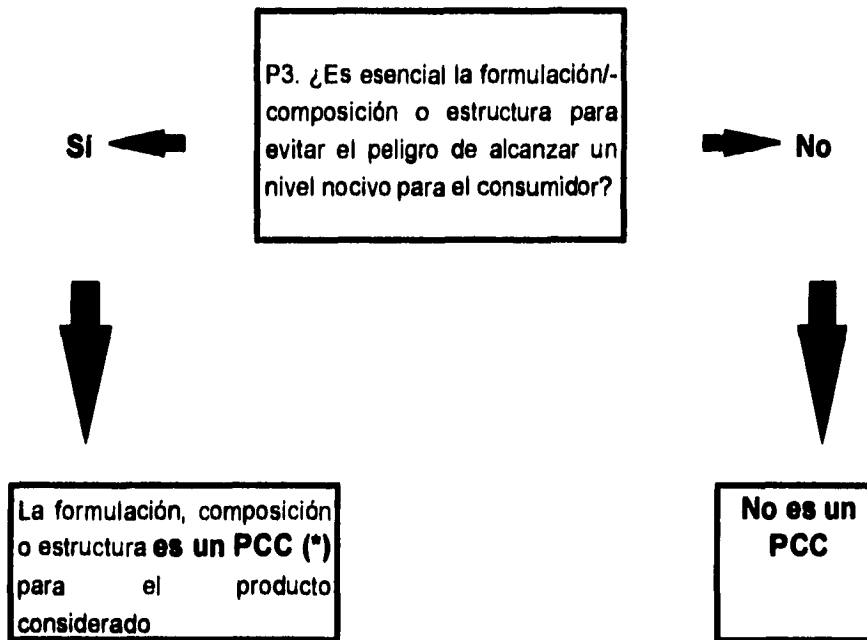 P3. ¿Es esencial la formulación/-
composición o estructura para
evitar el peligro de alcanzar un
nivel nocivo para el consumidor?
Sí
No
La formulación, composición
o estructura es un PCC (*)
para el producto
considerado
No es un
PCC